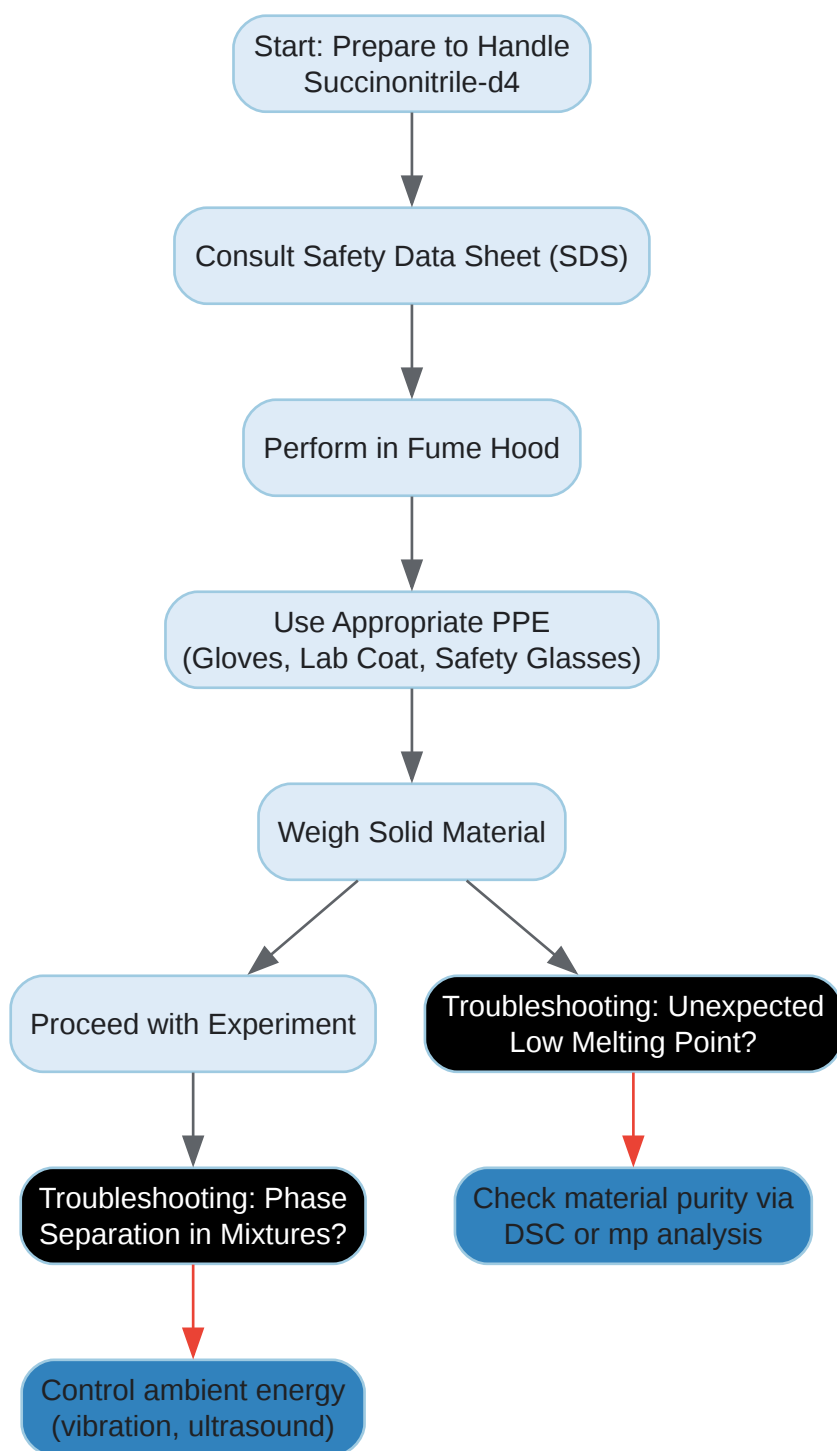 Start: Prepare to Handle
Succinonitrile-d4
Consult Safety Data Sheet (SDS)
Perform in Fume Hood
Use Appropriate PPE
(Gloves, Lab Coat, Safety Glasses)
Weigh Solid Material
Proceed with Experiment
Troubleshooting: Unexpected
Low Melting Point?
Troubleshooting: Phase
Separation in Mixtures?
Check material purity via
DSC or mp analysis
Control ambient energy
(vibration, ultrasound)